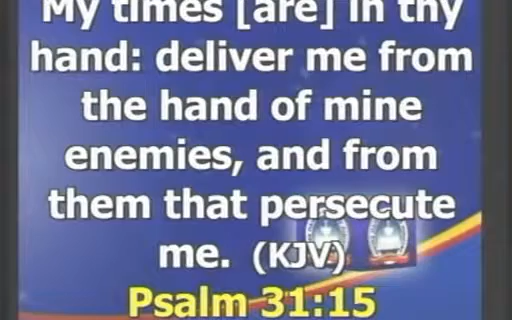 My times [are] in thy
hand: deliver me from
the hand of mine
enemies, and from
them that persecute
me. (KJV)
Psalm 31:15